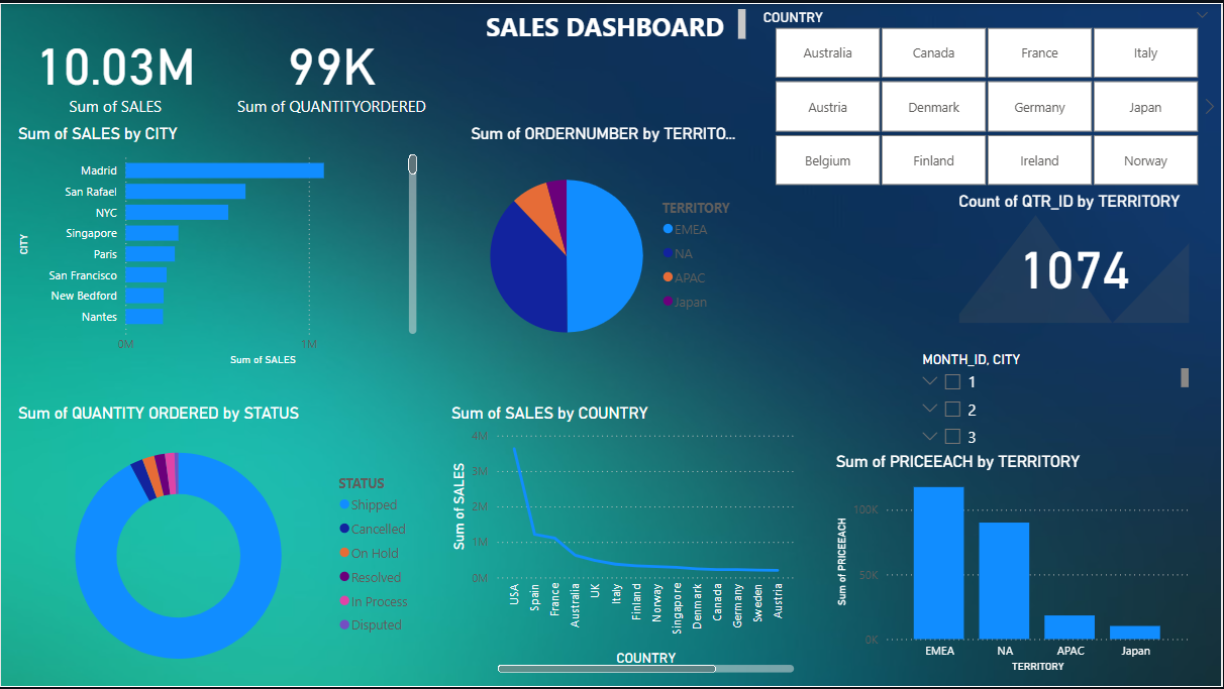 SALES DASHBOARD
10.03M
Sum of SALES
99K
Sum of QUANTITYORDERED
COUNTRY
Australia
Canada
France
Italy
Austria
Denmark
Germany
Japan
Belgium
Finland
Ireland
Norway
Sum of SALES by CITY
CITY
Madrid
San Rafael
NYC
Singapore
Paris
San Francisco
New Bedford
Nantes
0M
1M
Sum of SALES
Sum of ORDERNUMBER by TERRITO...
TERRITORY
EMEA
NA
APAC
Japan
Count of QTR_ID by TERRITORY
1074
MONTH_ID, CITY
1
2
3
Sum of QUANTITY ORDERED by STATUS
STATUS
Shipped
Cancelled
On Hold
Resolved
In Process
Disputed
Sum of SALES by COUNTRY
Sum of SALES
4M
3M
2M
1M
0M
USA
Spain
France
Australia
UK
Italy
Finland
Norway
Singapore
Denmark
Canada
Germany
Sweden
Austria
COUNTRY
Sum of PRICEEACH by TERRITORY
Sum of PRICEEACH
100K
50K
0K
EMEA
NA
APAC
Japan
TERRITORY